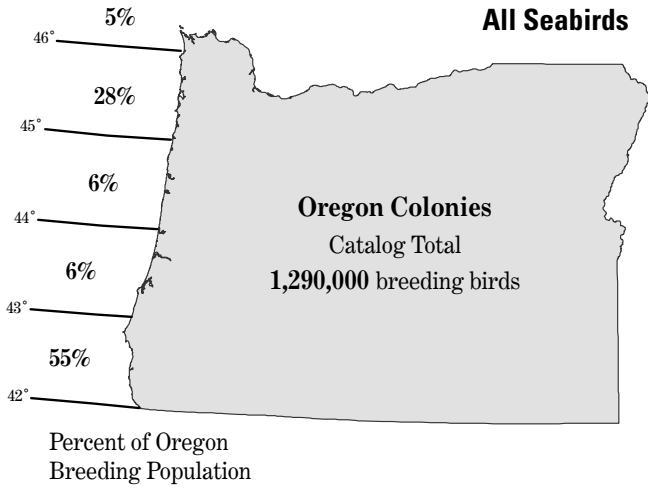 All Seabirds
5%
46°
28%
45°
6%
44°
6%
43°
55%
42°
Oregon Colonies
Catalog Total
1,290,000 breeding birds
Percent of Oregon
Breeding Population